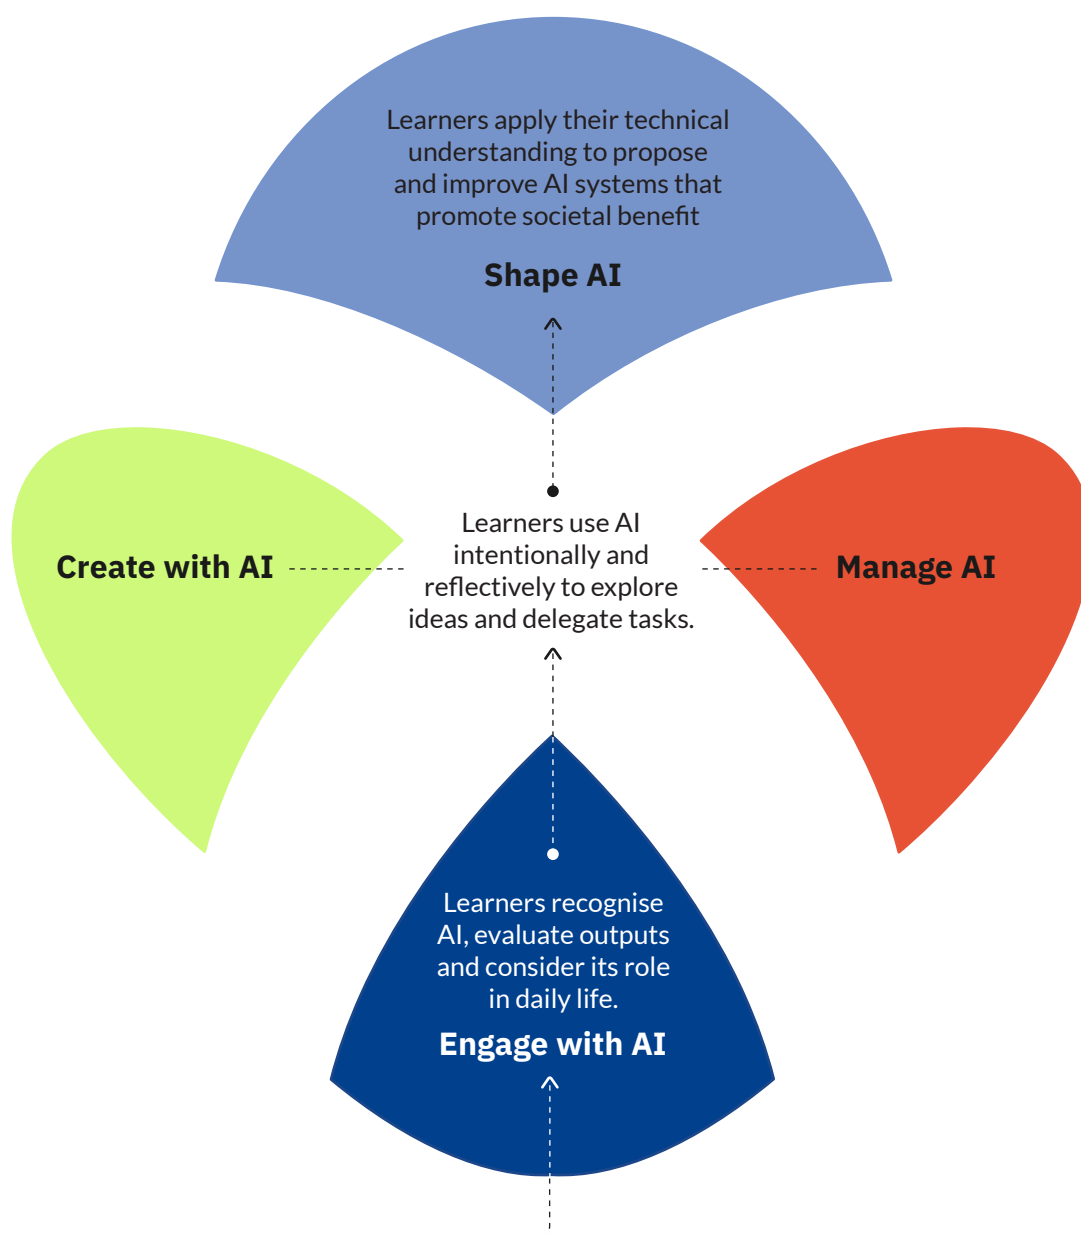 Learners apply their technical
understanding to propose
and improve AI systems that
promote societal benefit
Shape AI
Create with AI
Learners use AI
intentionally and
reflectively to explore
ideas and delegate tasks.
Manage AI
Learners recognise
AI, evaluate outputs
and consider its role
in daily life.
Engage with AI